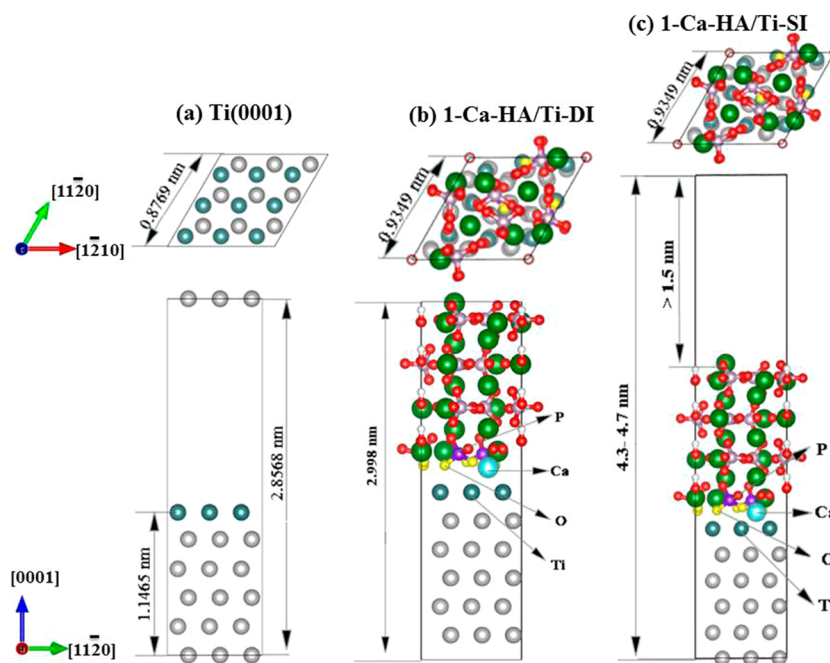 (c) 1-Ca-HA/Ti-SI
0.9349 nm
(a) Ti(0001)
(b) 1-Ca-HA/Ti-DI
0.8769 nm
0.9349 nm
[112̄0]
[12̄10]
> 1.5 nm
2.8568 nm
1.1465 nm
2.998 nm
4.3- 4.7 nm
P
Ca
O
Ti
P
Ca
O
Ti
[0001]
[112̄0]